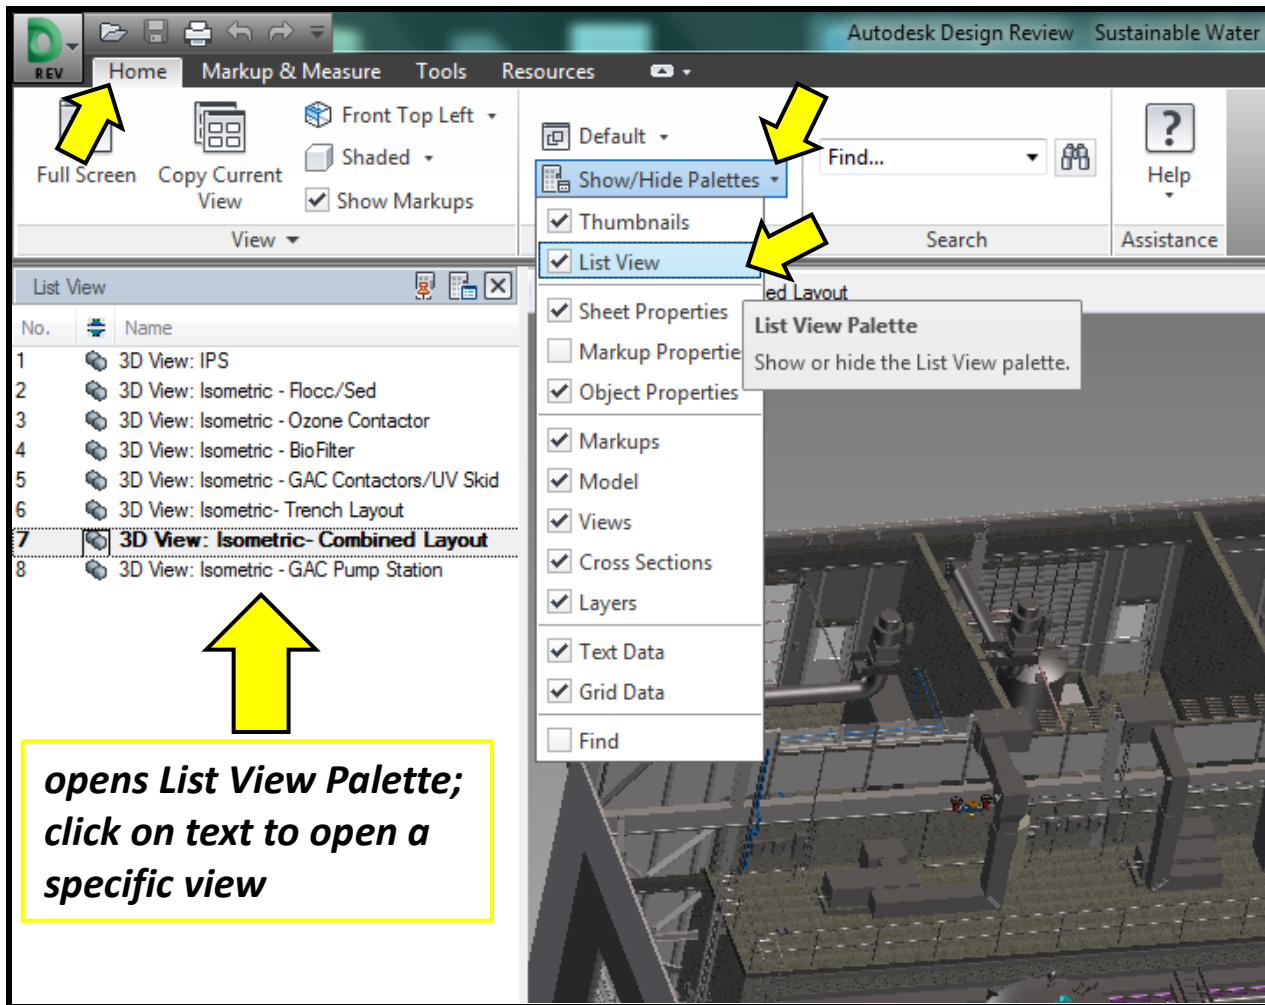 Autodesk Design Review Sustainable Water
REV
Home Markup & Measure Tools Resources
Full Screen
Copy Current
View
Front Top Left
Shaded
Show Markups
View
Default
Show/Hide Palettes
Find...
Search
Help
Assistance
Thumbnails
List View
Sheet Properties
Markup Propertie
Object Properties
Markups
Model
Views
Cross Sections
Layers
Text Data
Grid Data
Find
ed Layout
List View Palette
Show or hide the List View palette.
List View
No. Name
1 3D View: IPS
2 3D View: Isometric - Flocc/Sed
3 3D View: Isometric - Ozone Contactor
4 3D View: Isometric - BioFilter
5 3D View: Isometric - GAC Contactors/UV Skid
6 3D View: Isometric- Trench Layout
7 3D View: Isometric- Combined Layout
8 3D View: Isometric - GAC Pump Station
opens List View Palette;
click on text to open a
specific view